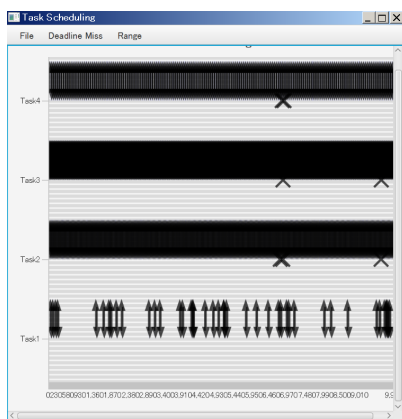 Task Scheduling
File Deadline Miss Range
Task4
Task3
Task2
Task1